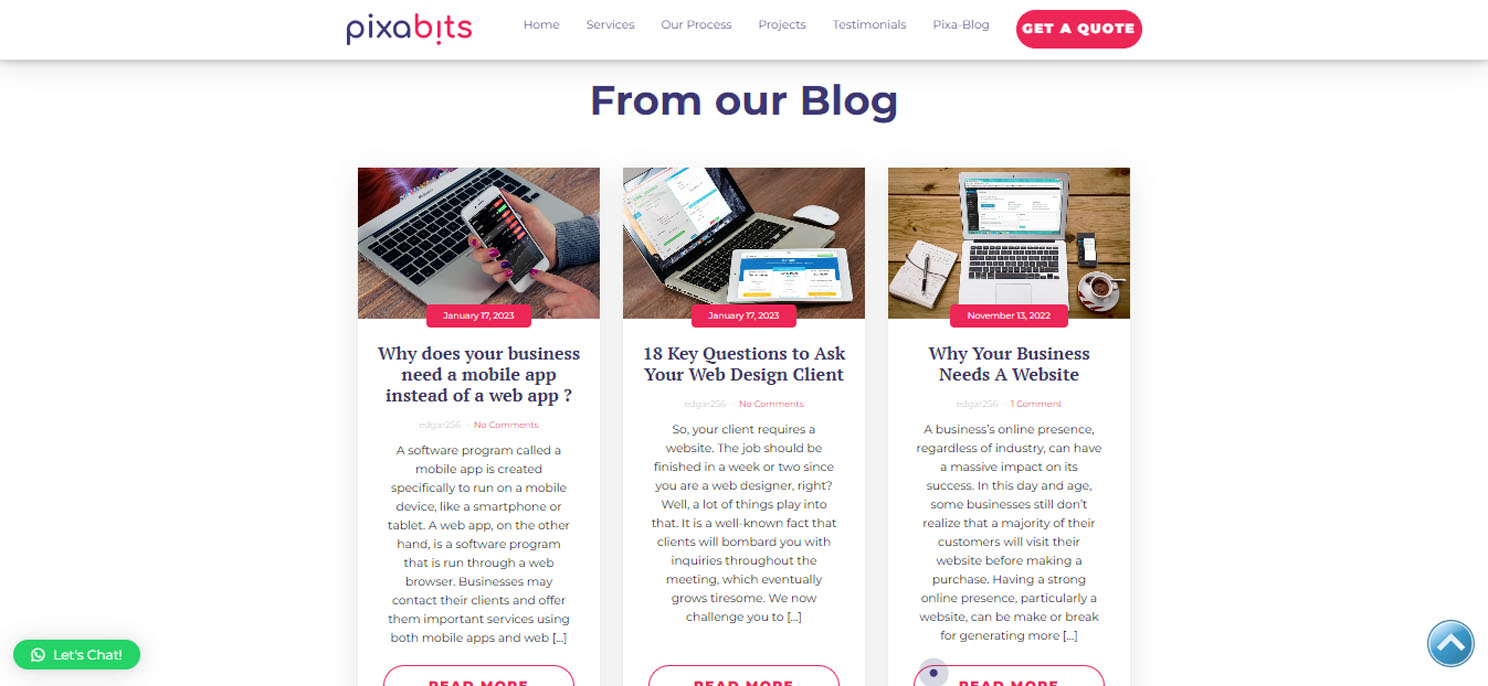 pixabits
Home
Services
Our Process
Projects
Testimonials
Pixa-Blog
GET A QUOTE
From our Blog
January 17, 2023
Why does your business
need a mobile app
instead of a web app ?
edgar256 · No Comments
A software program called a
mobile app is created
specifically to run on a mobile
device, like a smartphone or
tablet. A web app, on the other
hand, is a software program
that is run through a web
browser. Businesses may
contact their clients and offer
them important services using
both mobile apps and web [...]
READ MORE
January 17, 2023
18 Key Questions to Ask
Your Web Design Client
edgar256 · No Comments
So, your client requires a
website. The job should be
finished in a week or two since
you are a web designer, right?
Well, a lot of things play into
that. It is a well-known fact that
clients will bombard you with
inquiries throughout the
meeting, which eventually
grows tiresome. We now
challenge you to [...]
READ MORE
November 13, 2022
Why Your Business
Needs A Website
edgar256 · 1 Comment
A business’s online presence,
regardless of industry, can have
a massive impact on its
success. In this day and age,
some businesses still don’t
realize that a majority of their
customers will visit their
website before making a
purchase. Having a strong
online presence, particularly a
website, can be make or break
for generating more [...]
READ MORE
Let's Chat!